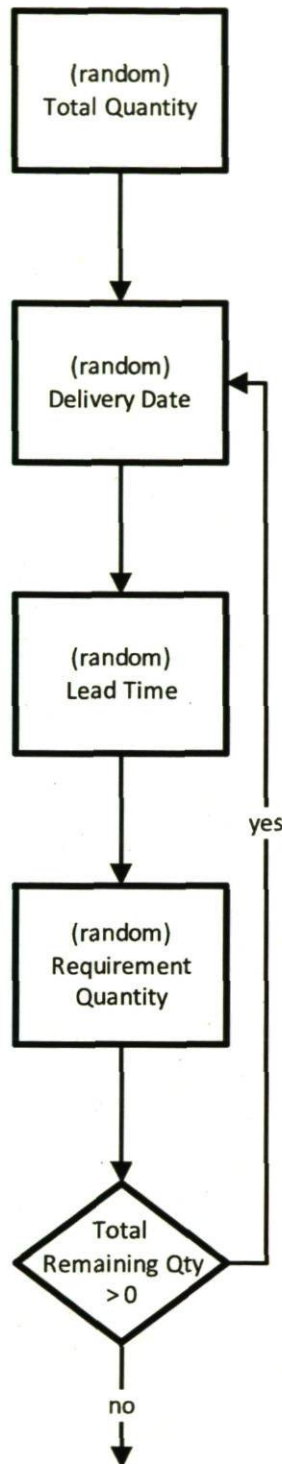 (random)
Total Quantity
(random)
Delivery Date
(random)
Lead Time
yes
(random)
Requirement
Quantity
Total
Remaining Qty
> 0
no